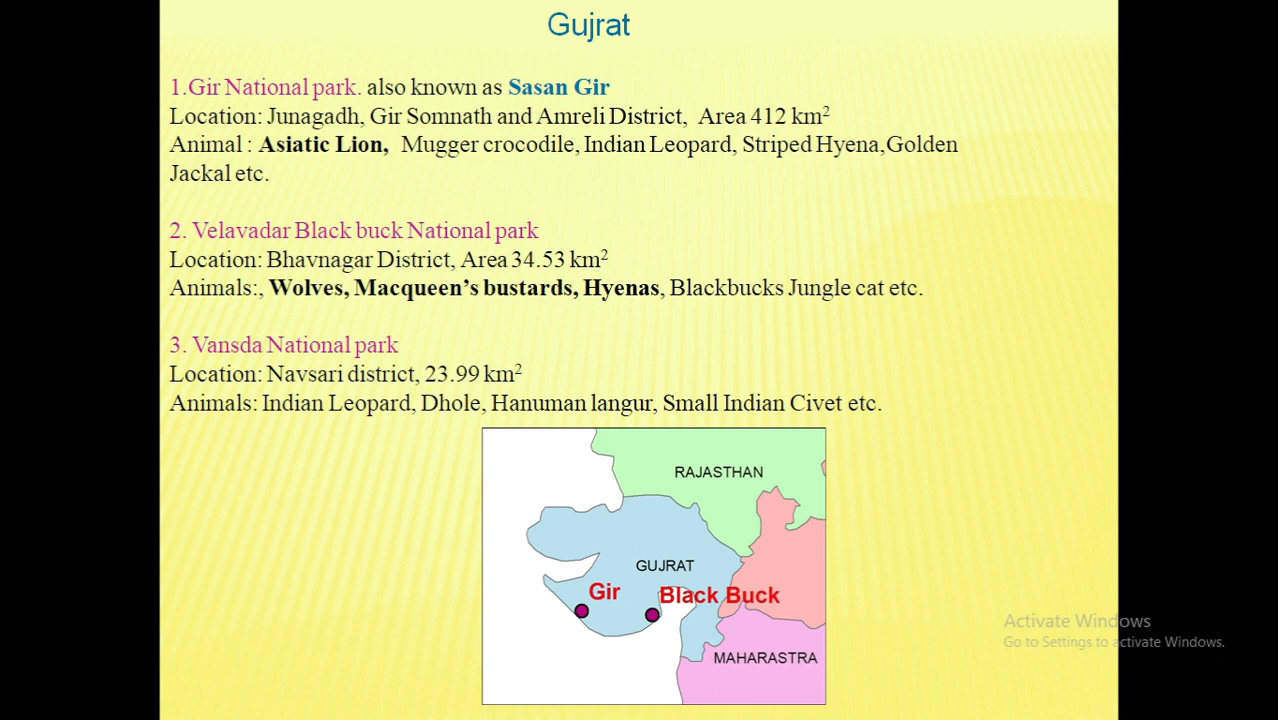 Gujrat
1.Gir National park. also known as Sasan Gir
Location: Junagadh, Gir Somnath and Amreli District, Area 412 km²
Animal : Asiatic Lion, Mugger crocodile, Indian Leopard, Striped Hyena,Golden
Jackal etc.
2. Velavadar Black buck National park
Location: Bhavnagar District, Area 34.53 km²
Animals:, Wolves, Macqueen's bustards, Hyenas, Blackbucks Jungle cat etc.
3. Vansda National park
Location: Navsari district, 23.99 km²
Animals: Indian Leopard, Dhole, Hanuman langur, Small Indian Civet etc.
RAJASTHAN
GUJRAT
Gir
Black Buck
MAHARASTRA
Activate Windows
Go to Settings to activate Windows.